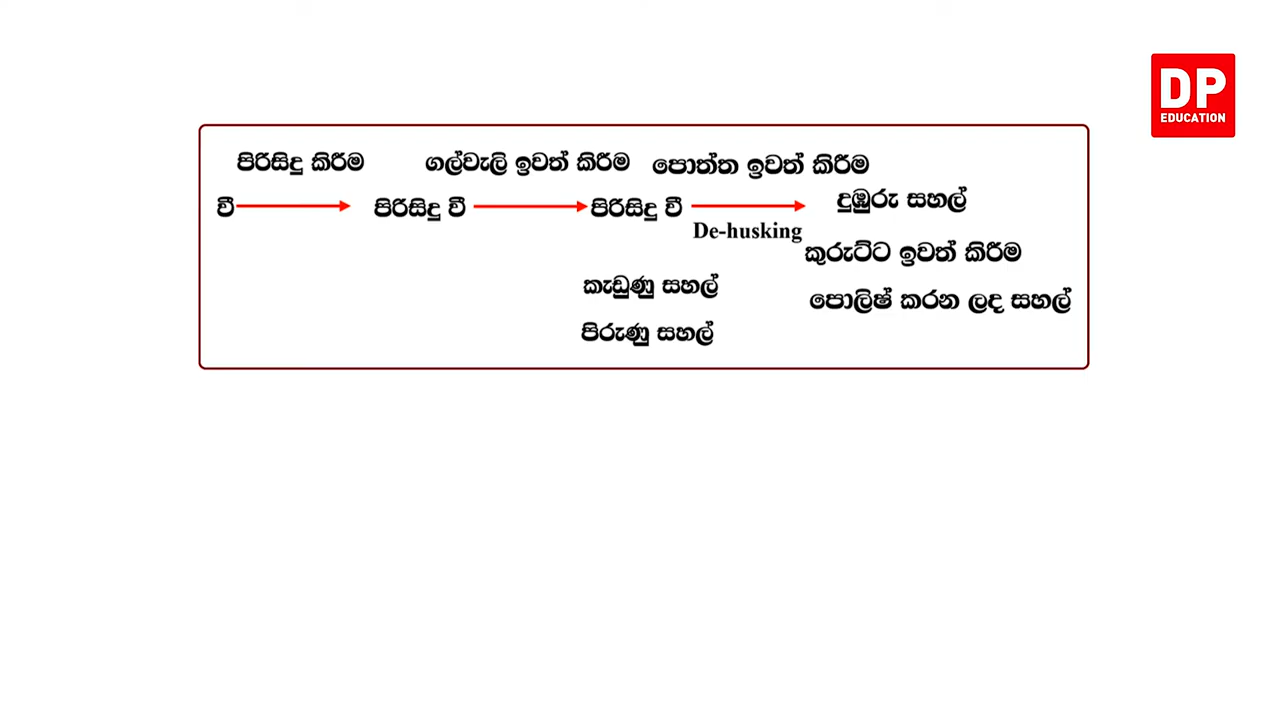 DP
EDUCATION
පිරිසිදු කිරීම ගල්වැලි ඉවත් කිරීම පොත්ත ඉවත් කිරීම
වී පිරිසිදු වී පිරිසිදු වී දුඹුරු සහල්
De-husking
කුරුට්ට ඉවත් කිරීම
කැඩුණු සහල් පොලිෂ් කරන ලද සහල්
පිරුණු සහල්